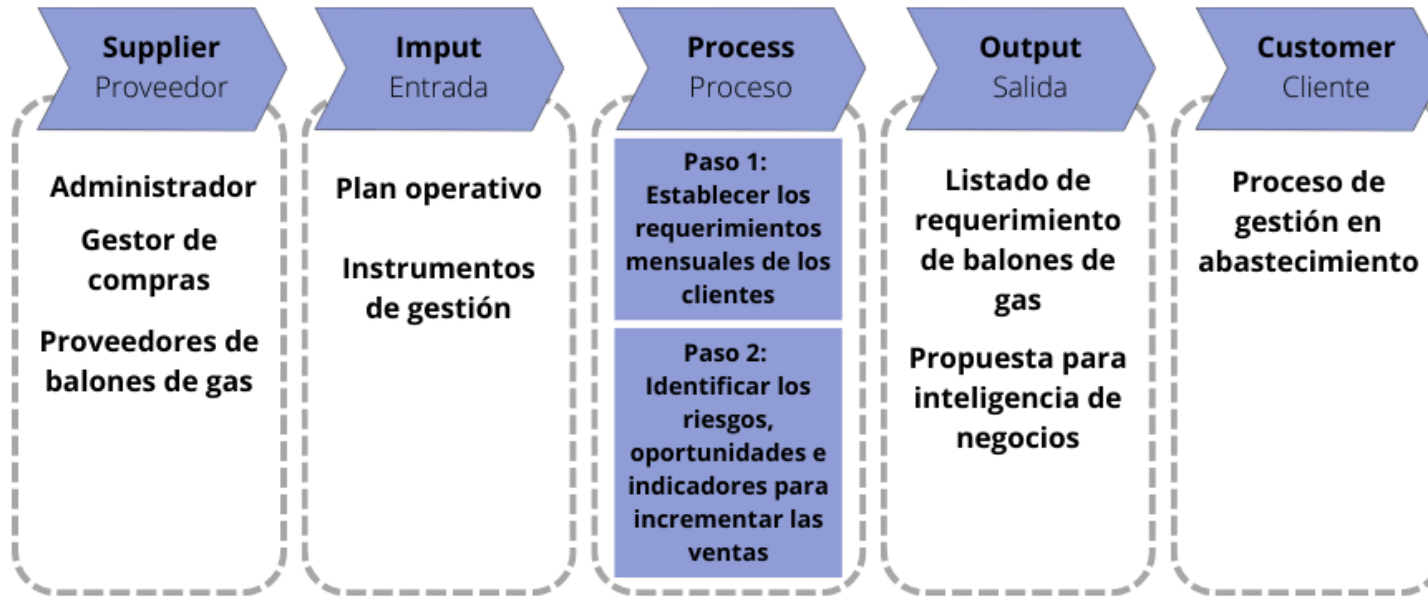 Supplier
Proveedor
Administrador
Gestor de
compras
Proveedores de
balones de gas
Imput
Entrada
Plan operativo
Instrumentos
de gestión
Process
Proceso
Paso 1:
Establecer los
requerimientos
mensuales de los
clientes
Paso 2:
Identificar los
riesgos,
oportunidades e
indicadores para
incrementar las
ventas
Output
Salida
Listado de
requerimiento
de balones de
gas
Propuesta para
inteligencia de
negocios
Customer
Cliente
Proceso de
gestión en
abastecimiento